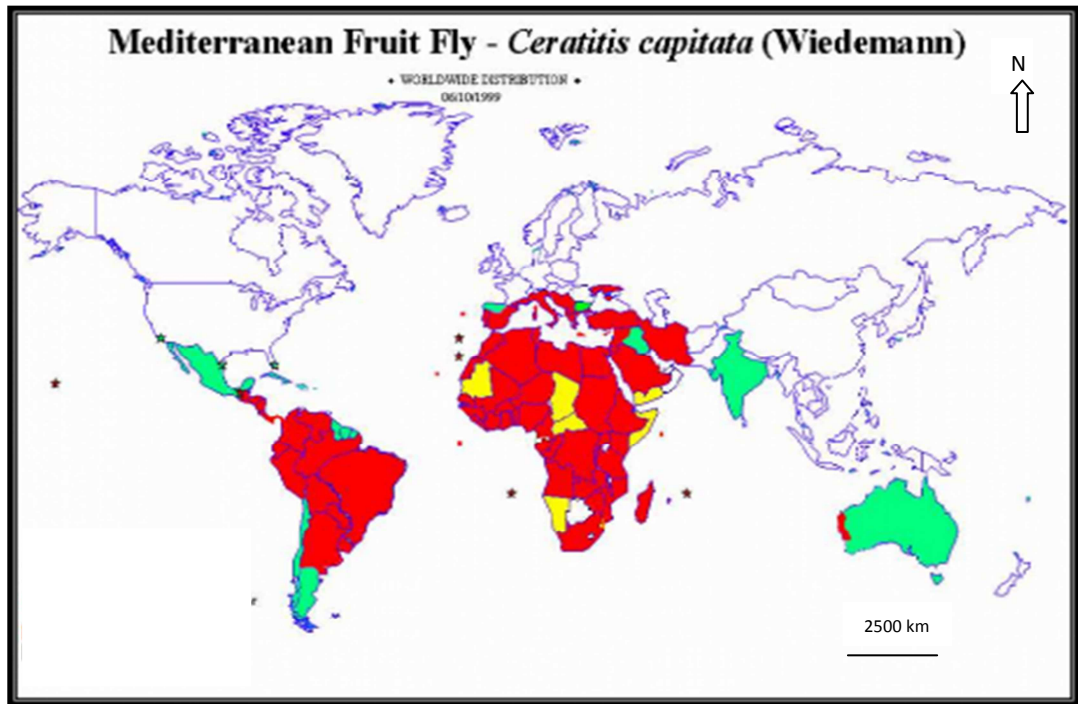 Mediterranean Fruit Fly - Ceratitis capitata (Wiedemann)
N
• WORLDWIDE DISTRIBUTION •
06/10/1999
2500 km